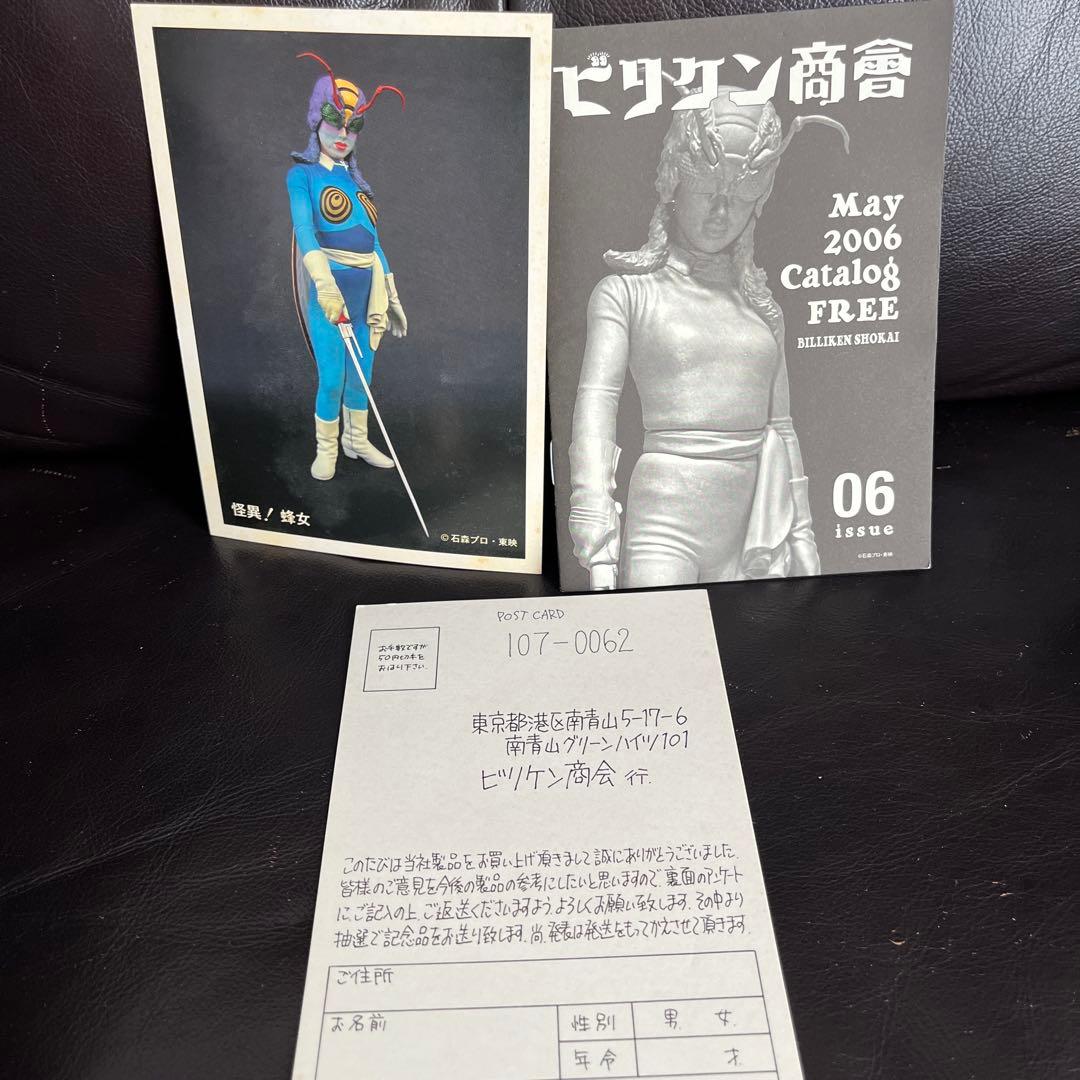 怪異！ 蜂女
©石森プロ・東映
ビリケン商會
May
2006
Catalog
FREE
BILLIKEN SHOKAI
06
issue
©石森プロ・東映
POST CARD
お手数ですが
50円切手を
おはり下さい.
107-0062
東京都港区南青山5-17-6
南青山グリーンハイツ101
ビリケン商会 行.
このたびは当社製品をお買い上げ頂きまして誠にありがとうございました.
皆様のご意見を今後の製品の参考にしたいと思いますので、裏面のアンケート
に、ご記入の上、ご返送くださいますよう、よろしくお願い致します. その中より
抽選で記念品をお送り致します. 尚、発表は発送をもってかえさせて頂きます.
ご住所
お名前
性別
男. 女.
年令
才.